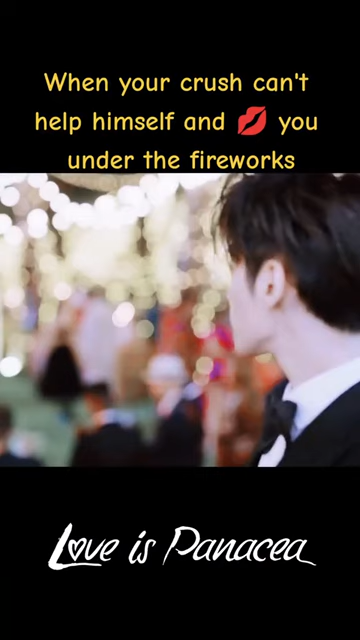 When your crush can't
help himself and 💋 you
under the fireworks
Love is Panacea